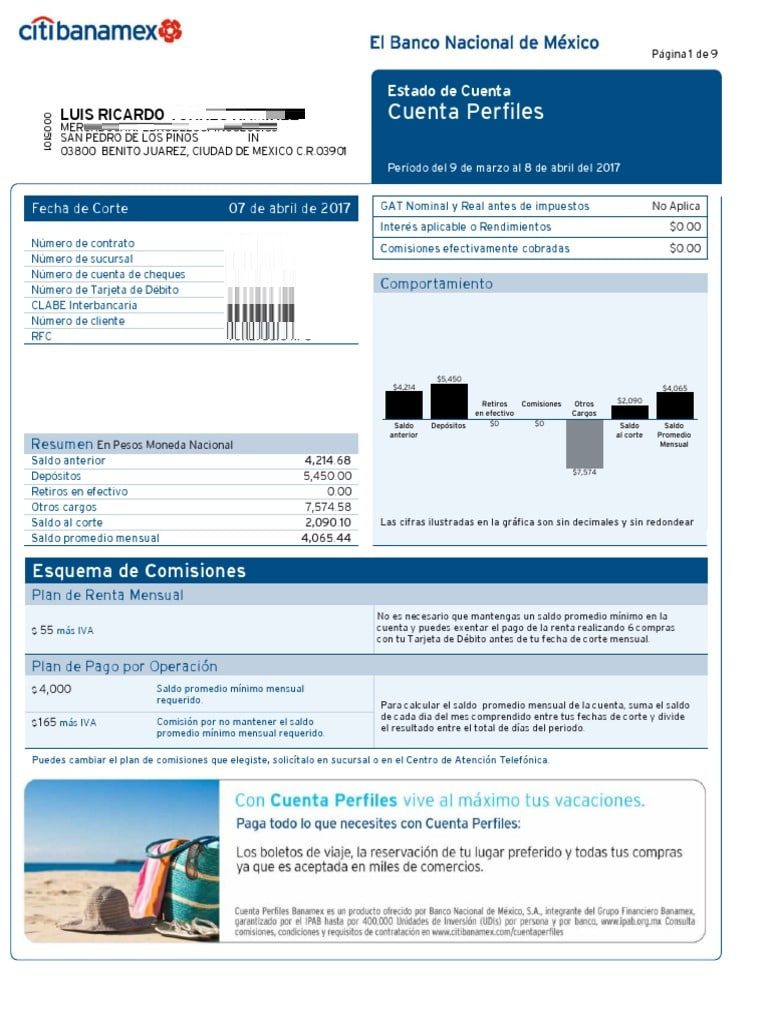 citibanamex
El Banco Nacional de México
Página 1 de 9
Estado de Cuenta
Cuenta Perfiles
Período del 9 de marzo al 8 de abril del 2017
0015101
LUIS RICARDO
SAN PEDRO DE LOS PINOS IN
03800 BENITO JUAREZ, CIUDAD DE MEXICO C.R.03901
Fecha de Corte 07 de abril de 2017
Número de contrato
Número de sucursal
Número de cuenta de cheques
Número de Tarjeta de Débito
CLABE Interbancaria
Número de cliente
RFC
GAT Nominal y Real antes de impuestos No Aplica
Interés aplicable o Rendimientos $0.00
Comisiones efectivamente cobradas $0.00
Comportamiento
$4,214
$5,450
Retiros en efectivo
$0
Comisiones
$0
Otros Cargos
$7,574
$2,090
$4,065
Saldo anterior
Depósitos
Saldo al corte
Saldo Promedio Mensual
Las cifras ilustradas en la gráfica son sin decimales y sin redondear
Resumen En Pesos Moneda Nacional
Saldo anterior 4,214.68
Depósitos 5,450.00
Retiros en efectivo 0.00
Otros cargos 7,574.58
Saldo al corte 2,090.10
Saldo promedio mensual 4,065.44
Esquema de Comisiones
Plan de Renta Mensual
$ 55 más IVA
No es necesario que mantengas un saldo promedio mínimo en la
cuenta y puedes exentar el pago de la renta realizando 6 compras
con tu Tarjeta de Débito antes de tu fecha de corte mensual.
Plan de Pago por Operación
$ 4,000
Saldo promedio mínimo mensual
requerido.
$165 más IVA
Comisión por no mantener el saldo
promedio mínimo mensual requerido.
Para calcular el saldo promedio mensual de la cuenta, suma el saldo
de cada dia del mes comprendido entre tus fechas de corte y divide
el resultado entre el total de días del periodo.
Puedes cambiar el plan de comisiones que elegiste, solicítalo en sucursal o en el Centro de Atención Telefónica.
Con Cuenta Perfiles vive al máximo tus vacaciones.
Paga todo lo que necesites con Cuenta Perfiles:
Los boletos de viaje, la reservación de tu lugar preferido y todas tus compras
ya que es aceptada en miles de comercios.
Cuenta Perfiles Banamex es un producto ofrecido por Banco Nacional de México, S.A., integrante del Grupo Financiero Banamex,
garantizado por el IPAB hasta por 400,000 Unidades de Inversión (UDIs) por persona y por banco, www.ipab.org.mx Consulta
comisiones, condiciones y requisitos de contratación en www.citibanamex.com/cuentaperfiles